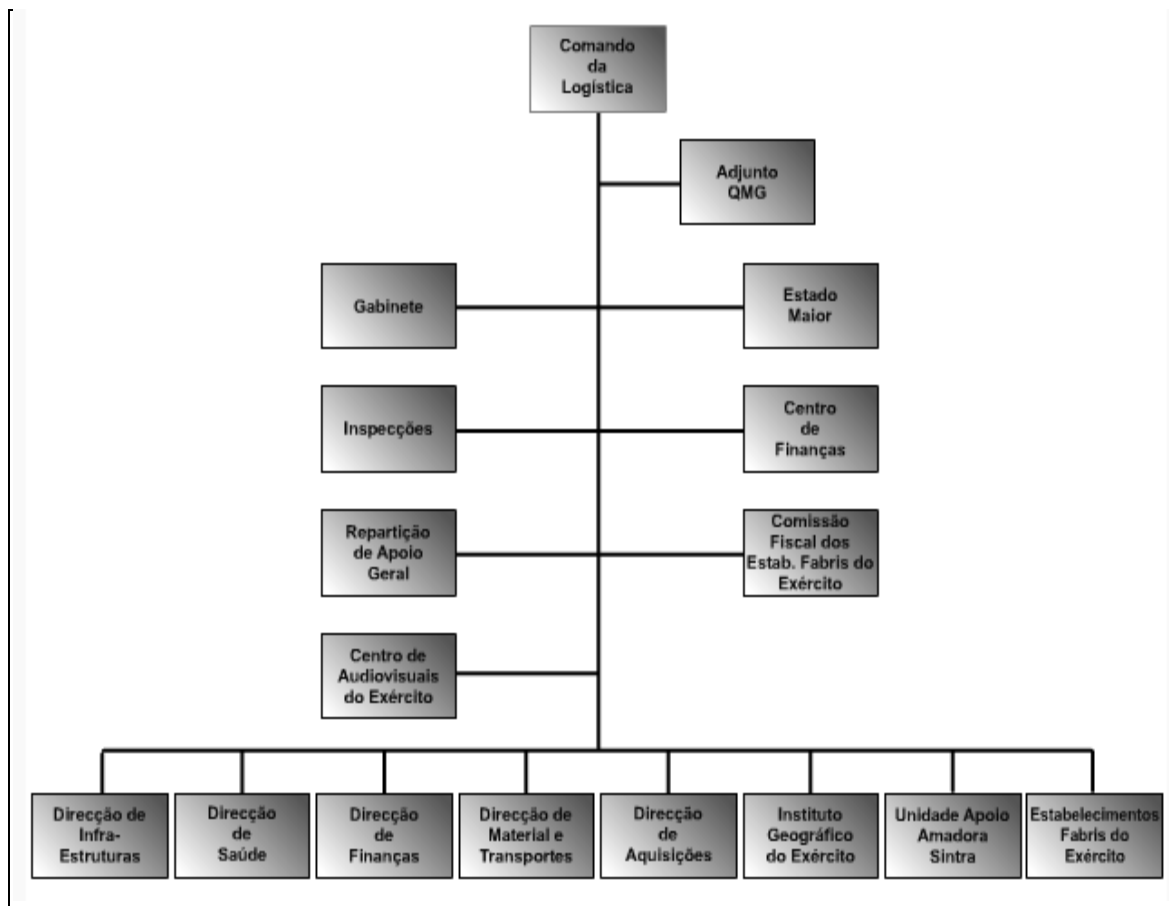 Comando
da
Logística
Adjunto
QMG
Gabinete
Estado
Maior
Inspecções
Centro
de
Finanças
Repartição
de Apoio
Geral
Comissão
Fiscal dos
Estab. Fabris do
Exército
Centro de
Audiovisuais
do Exército
Direcção de
Infra-
Estruturas
Direcção
de
Saúde
Direcção
de
Finanças
Direcção de
Material e
Transportes
Direcção
de
Aquisições
Instituto
Geográfico
do Exército
Unidade Apoio
Amadora
Sintra
Estabelecimentos
Fabris do
Exército